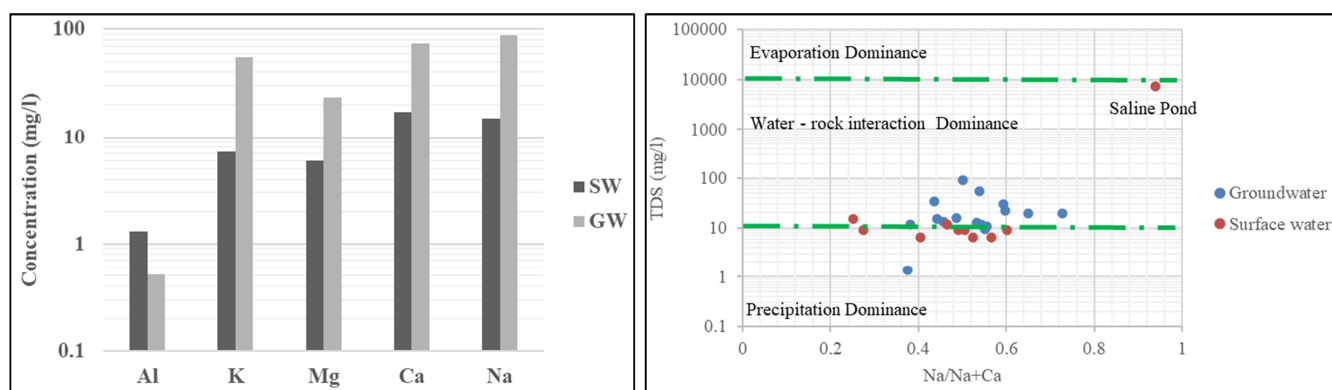 Concentration (mg/l)
100
10
1
0.1
Al K Mg Ca Na
SW
GW
TDS (mg/l)
100000
10000
1000
100
10
1
0.1
Evaporation Dominance
Saline Pond
Water - rock interaction Dominance
Precipitation Dominance
0 0.2 0.4 0.6 0.8 1
Na/Na+Ca
Groundwater
Surface water